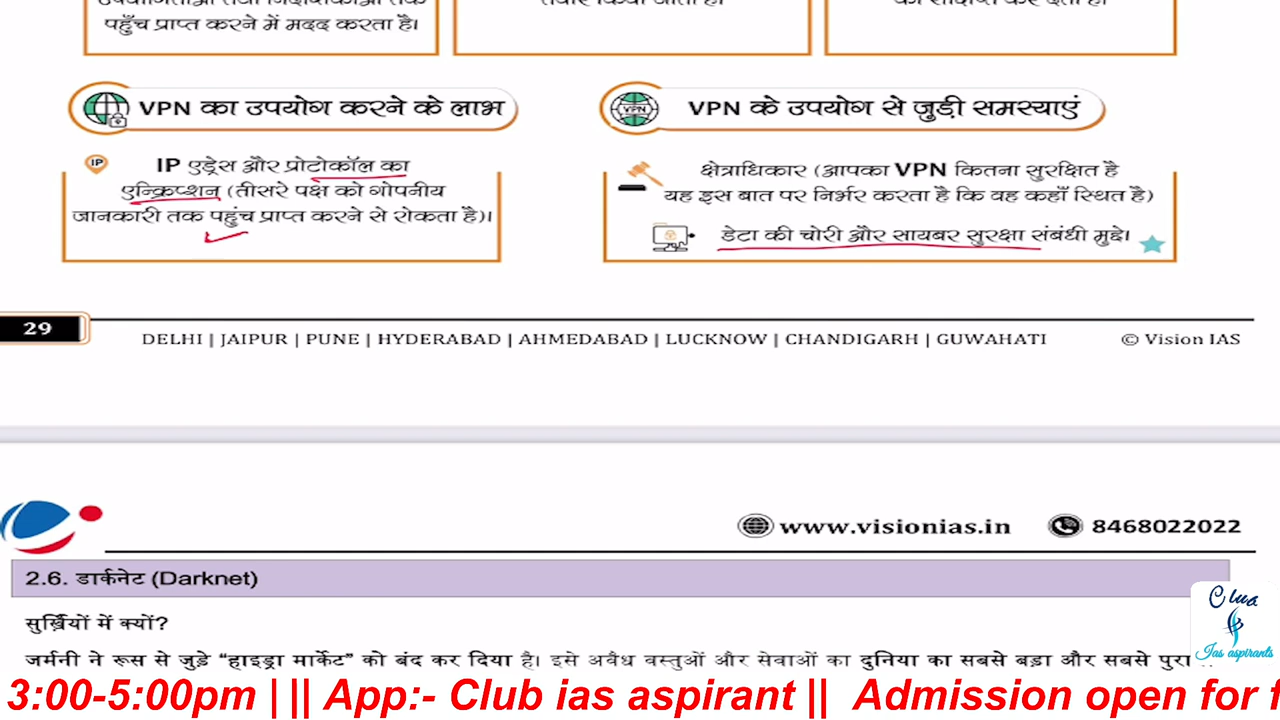 पहुँच प्राप्त करने में मदद करता है।
VPN का उपयोग करने के लाभ
IP
IP एड्रेस और प्रोटोकॉल का
एन्क्रिप्शन (तीसरे पक्ष को गोपनीय
जानकारी तक पहुंच प्राप्त करने से रोकता है)।
VPN
VPN के उपयोग से जुड़ी समस्याएं
क्षेत्राधिकार (आपका VPN कितना सुरक्षित है
यह इस बात पर निर्भर करता है कि वह कहाँ स्थित है)
डेटा की चोरी और सायबर सुरक्षा संबंधी मुद्दे।
29
DELHI | JAIPUR | PUNE | HYDERABAD | AHMEDABAD | LUCKNOW | CHANDIGARH | GUWAHATI
© Vision IAS
www.visionias.in
8468022022
2.6. डार्कनेट (Darknet)
सुर्ख़ियों में क्यों?
जर्मनी ने रूस से जुड़े “हाइड्रा मार्केट” को बंद कर दिया है। इसे अवैध वस्तुओं और सेवाओं का दुनिया का सबसे बड़ा और सबसे
Club
Ias aspirants
3:00-5:00pm | || App:- Club ias aspirant || Admission open for